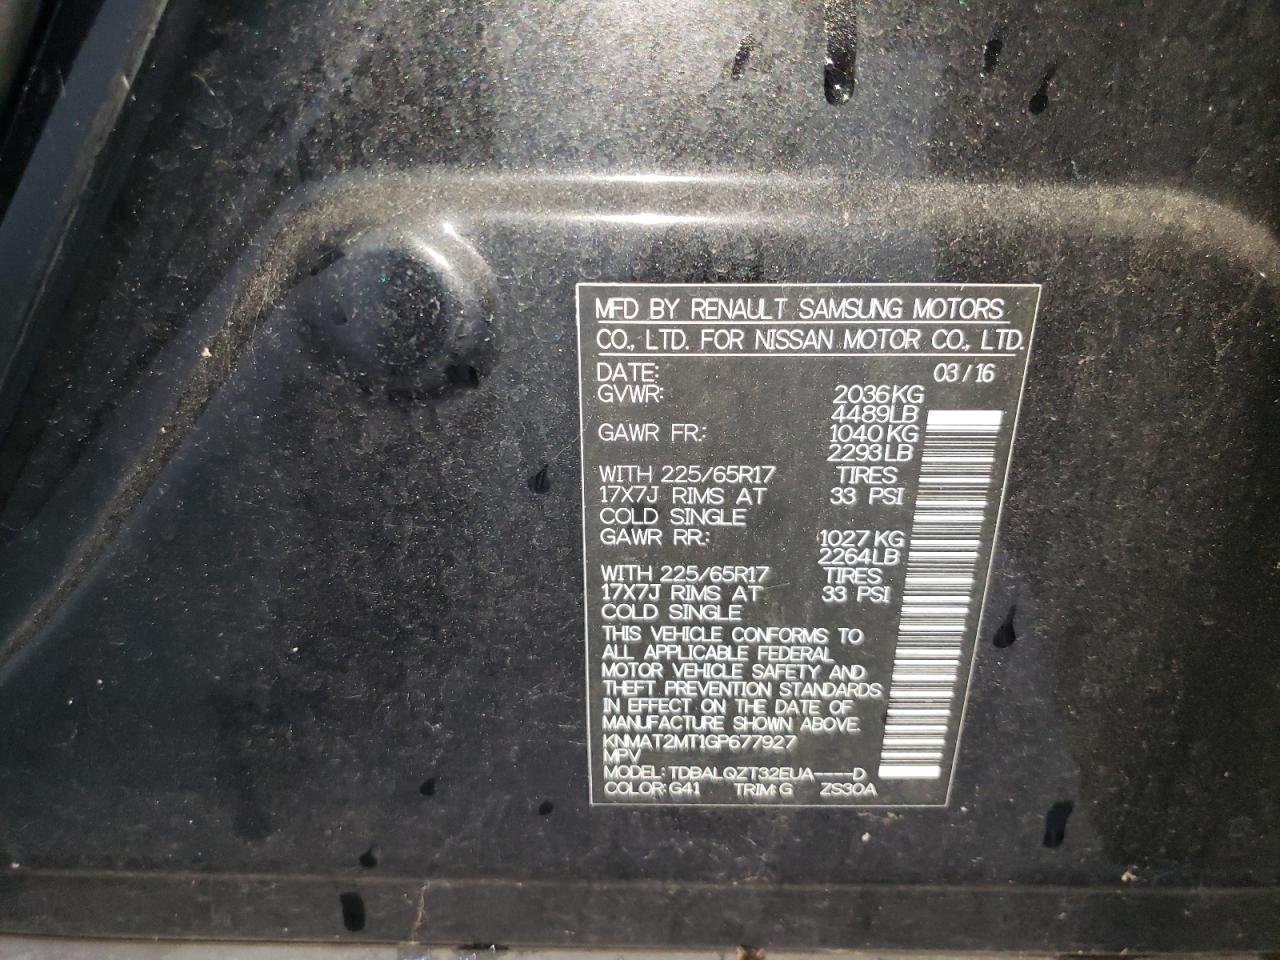 MFD BY RENAULT SAMSUNG MOTORS
CO., LTD. FOR NISSAN MOTOR CO., LTD.
DATE: 03/16
GVWR: 2036KG
4489LB
GAWR FR: 1040KG
2293LB
WITH 225/65R17 TIRES
17X7J RIMS AT 33 PSI
COLD SINGLE
GAWR RR: 1027KG
2264LB
WITH 225/65R17 TIRES
17X7J RIMS AT 33 PSI
COLD SINGLE
THIS VEHICLE CONFORMS TO
ALL APPLICABLE FEDERAL
MOTOR VEHICLE SAFETY AND
THEFT PREVENTION STANDARDS
IN EFFECT ON THE DATE OF
MANUFACTURE SHOWN ABOVE.
KNMAT2MT1GP677927
MPV
MODEL: TDBALQZT32EUA----D
COLOR: G41 TRIM: G ZS30A